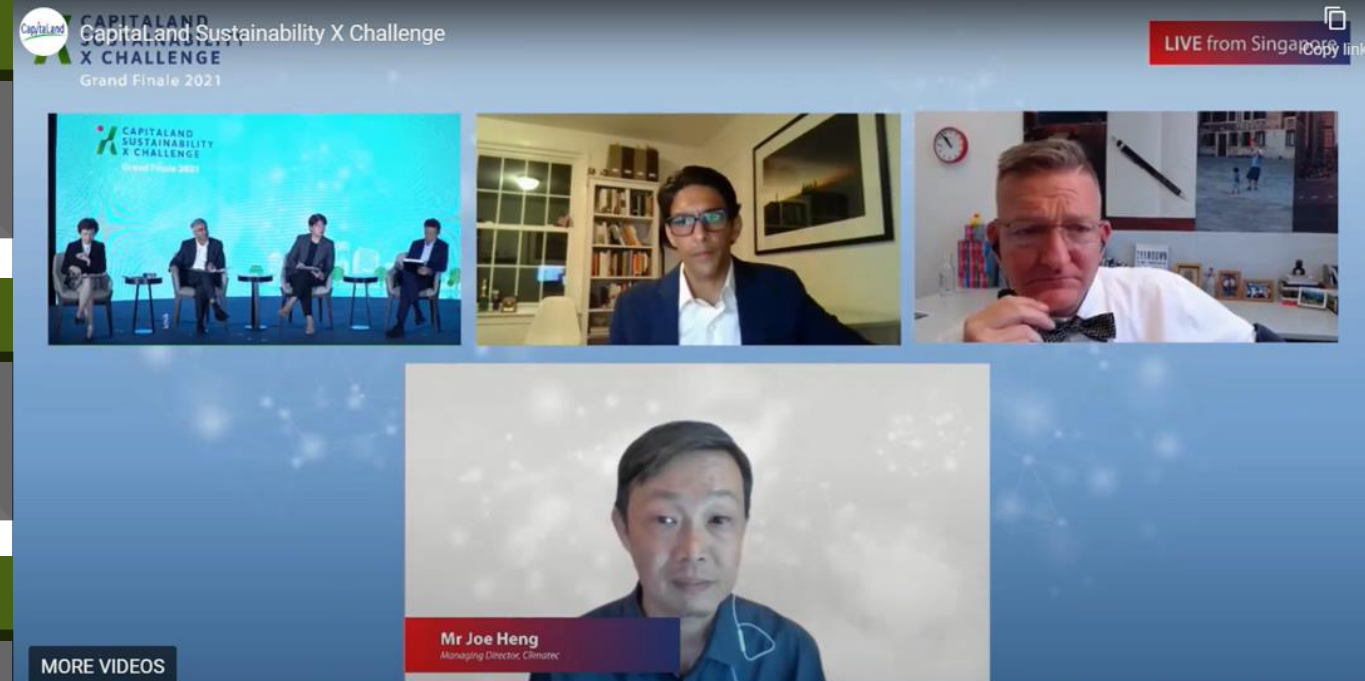 CapitaLand
CapitaLand Sustainability X Challenge
CAPITALAND
SUSTAINABILITY
X CHALLENGE
Grand Finale 2021
LIVE from Singapore
Copy link
CAPITALAND
SUSTAINABILITY
X CHALLENGE
Grand Finale 2021
Mr Joe Heng
Managing Director, Climatec
MORE VIDEOS